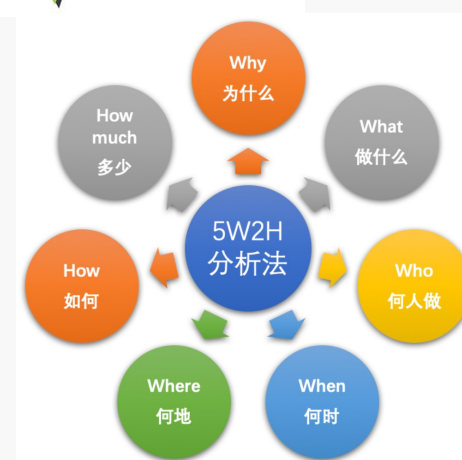 Why
为什么
What
做什么
Who
何人做
When
何时
Where
何地
How
如何
How
much
多少
5W2H
分析法